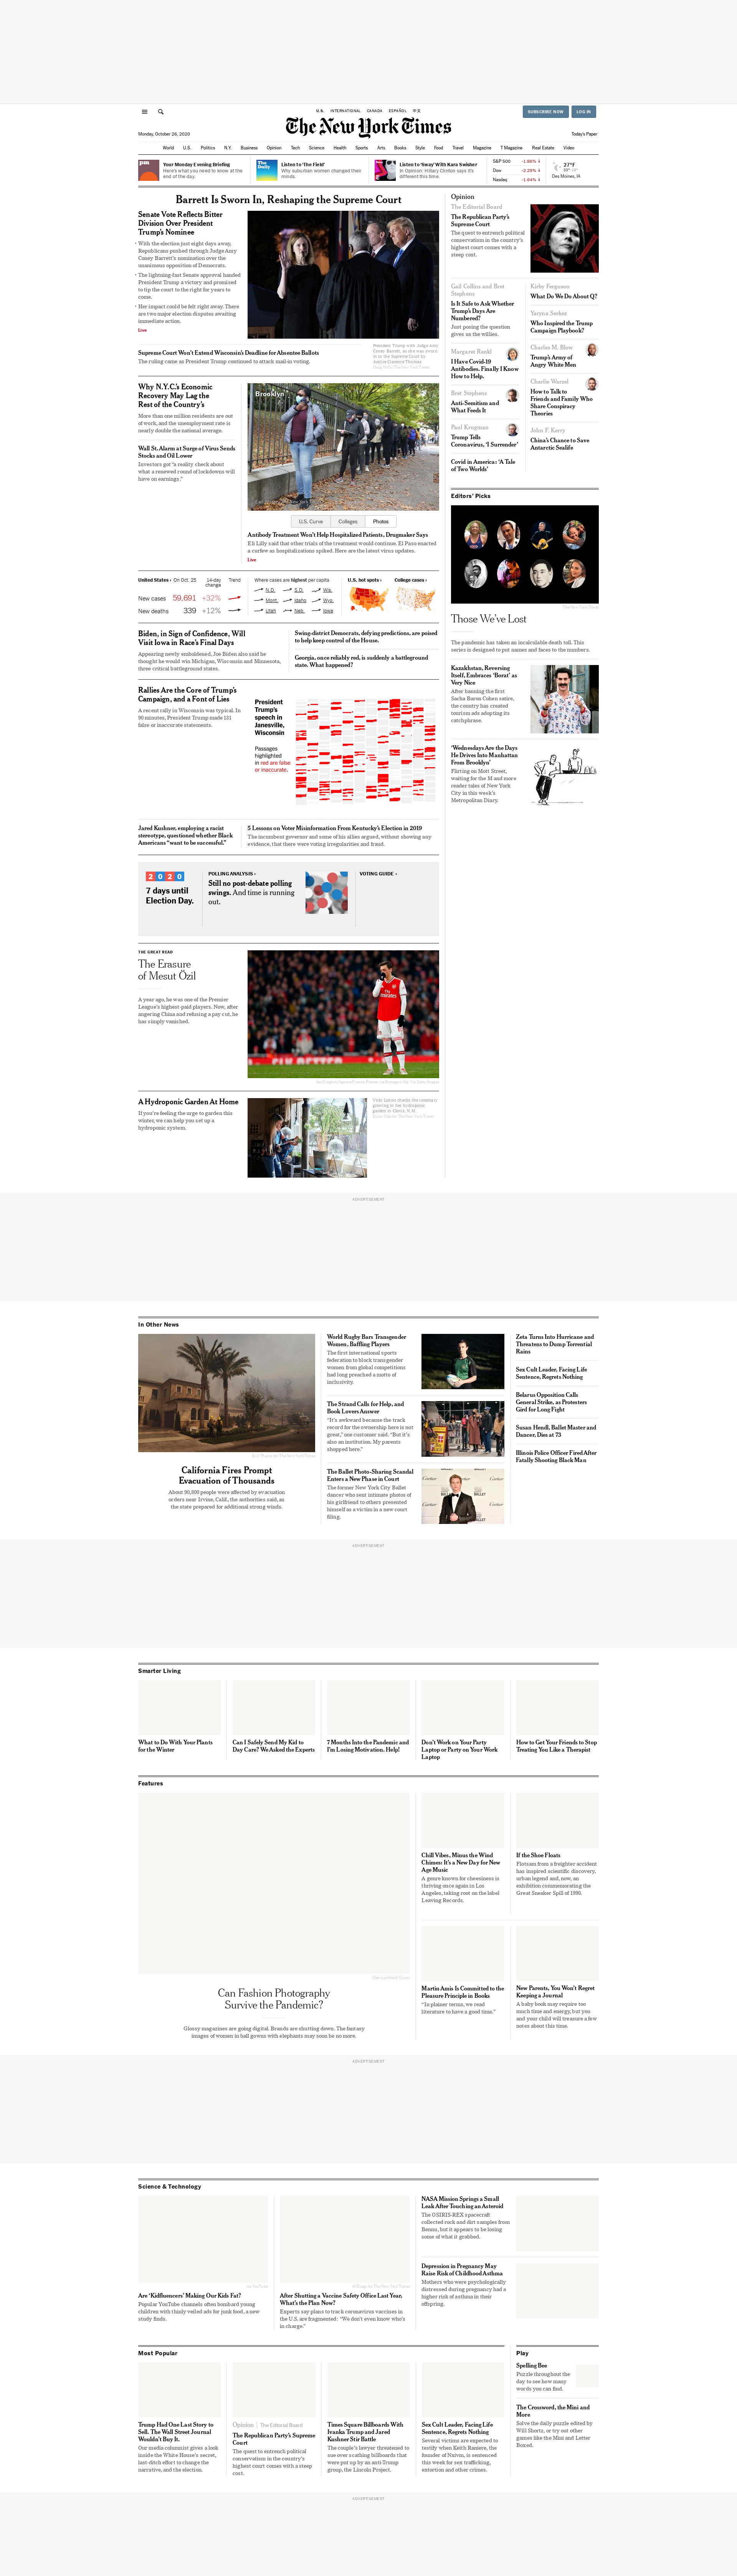 U.S. INTERNATIONAL CANADA ESPAÑOL 中文
SUBSCRIBE NOW
LOG IN
The New York Times
Monday, October 26, 2020
Today's Paper
World U.S. Politics N.Y. Business Opinion Tech Science Health Sports Arts Books Style Food Travel Magazine T Magazine Real Estate Video
pm
Your Monday Evening Briefing
Here's what you need to know at the
end of the day.
The
Daily
Listen to 'The Field'
Why suburban women changed their
minds.
Listen to 'Sway' With Kara Swisher
In Opinion: Hillary Clinton says it's
different this time.
S&P 500 -1.86% ↓
Dow -2.29% ↓
Nasdaq -1.64% ↓
27°F
Des Moines, IA
Barrett Is Sworn In, Reshaping the Supreme Court
Senate Vote Reflects Bitter
Division Over President
Trump's Nominee
• With the election just eight days away,
Republicans pushed through Judge Amy
Coney Barrett's nomination over the
unanimous opposition of Democrats.
• The lightning-fast Senate approval handed
President Trump a victory and promised
to tip the court to the right for years to
come.
• Her impact could be felt right away. There
are two major election disputes awaiting
immediate action.
Live
President Trump with Judge Amy
Coney Barrett, as she was sworn
in to the Supreme Court by
Justice Clarence Thomas.
Doug Mills/The New York Times
Supreme Court Won't Extend Wisconsin's Deadline for Absentee Ballots
The ruling came as President Trump continued to attack mail-in voting.
Why N.Y.C.'s Economic
Recovery May Lag the
Rest of the Country's
More than one million residents are out
of work, and the unemployment rate is
nearly double the national average.
Wall St. Alarm at Surge of Virus Sends
Stocks and Oil Lower
Investors got "a reality check about
what a renewed round of lockdowns will
have on earnings."
Brooklyn
U.S. Curve
Colleges
Photos
Antibody Treatment Won't Help Hospitalized Patients, Drugmaker Says
Eli Lilly said that other trials of the treatment would continue. El Paso enacted
a curfew as hospitalizations spiked. Here are the latest virus updates.
Live
United States › On Oct. 25 14-day
change Trend
New cases 59,691 +32%
New deaths 339 +12%
Where cases are highest per capita
N.D. S.D. Wis.
Mont. Idaho Wyo.
Utah Neb. Iowa
U.S. hot spots ›
College cases ›
Biden, in Sign of Confidence, Will
Visit Iowa in Race's Final Days
Appearing newly emboldened, Joe Biden also said he
thought he would win Michigan, Wisconsin and Minnesota,
three critical battleground states.
Swing-district Democrats, defying predictions, are poised
to help keep control of the House.
Georgia, once reliably red, is suddenly a battleground
state. What happened?
Rallies Are the Core of Trump's
Campaign, and a Font of Lies
A recent rally in Wisconsin was typical. In
90 minutes, President Trump made 131
false or inaccurate statements.
President
Trump's
speech in
Janesville,
Wisconsin
Passages
highlighted
in red are false
or inaccurate.
Jared Kushner, employing a racist
stereotype, questioned whether Black
Americans "want to be successful."
5 Lessons on Voter Misinformation From Kentucky's Election in 2019
The incumbent governor and some of his allies argued, without showing any
evidence, that there were voting irregularities and fraud.
2020
7 days until
Election Day.
POLLING ANALYSIS ›
Still no post-debate polling
swings. And time is running
out.
VOTING GUIDE ›
THE GREAT READ
The Erasure
of Mesut Özil
A year ago, he was one of the Premier
League's highest-paid players. Now, after
angering China and refusing a pay cut, he
has simply vanished.
A Hydroponic Garden At Home
If you're feeling the urge to garden this
winter, we can help you set up a
hydroponic system.
Opinion
The Editorial Board
The Republican Party's
Supreme Court
The quest to entrench political
conservatism in the country's
highest court comes with a
steep cost.
Gail Collins and Bret
Stephens
Is It Safe to Ask Whether
Trump's Days Are
Numbered?
Just posing the question
gives us the willies.
Margaret Renkl
I Have Covid-19
Antibodies. Finally I Know
How to Help.
Bret Stephens
Anti-Semitism and
What Feeds It
Paul Krugman
Trump Tells
Coronavirus, 'I Surrender'
Covid in America: 'A Tale
of Two Worlds'
Kirby Ferguson
What Do We Do About Q?
Yaryna Serkez
Who Inspired the Trump
Campaign Playbook?
Charles M. Blow
Trump's Army of
Angry White Men
Charlie Warzel
How to Talk to
Friends and Family Who
Share Conspiracy
Theories
John F. Kerry
China's Chance to Save
Antarctic Sealife
Editors' Picks
The New York Times
Those We've Lost
The pandemic has taken an incalculable death toll. This
series is designed to put names and faces to the numbers.
Kazakhstan, Reversing
Itself, Embraces 'Borat' as
Very Nice
After banning the first
Sacha Baron Cohen satire,
the country has created
tourism ads adopting its
catchphrase.
'Wednesdays Are the Days
He Drives Into Manhattan
From Brooklyn'
Flirting on Mott Street,
waiting for the M and more
reader tales of New York
City in this week's
Metropolitan Diary.
ADVERTISEMENT
In Other News
California Fires Prompt
Evacuation of Thousands
About 90,800 people were affected by evacuation
orders near Irvine, Calif., the authorities said, as
the state prepared for additional strong winds.
World Rugby Bars Transgender
Women, Baffling Players
The first international sports
federation to block transgender
women from global competitions
had long preached a motto of
inclusivity.
The Strand Calls for Help, and
Book Lovers Answer
"It's awkward because the track
record for the ownership here is not
great," one customer said. "But it's
also an institution. My parents
shopped here."
The Ballet Photo-Sharing Scandal
Enters a New Phase in Court
The former New York City Ballet
dancer who sent intimate photos of
his girlfriend to others presented
himself as a victim in a new court
filing.
Zeta Turns Into Hurricane and
Threatens to Dump Torrential
Rains
Sex Cult Leader, Facing Life
Sentence, Regrets Nothing
Belarus Opposition Calls
General Strike, as Protesters
Gird for Long Fight
Susan Hendl, Ballet Master and
Dancer, Dies at 73
Illinois Police Officer Fired After
Fatally Shooting Black Man
ADVERTISEMENT
Smarter Living
What to Do With Your Plants
for the Winter
Can I Safely Send My Kid to
Day Care? We Asked the Experts
7 Months Into the Pandemic and
I'm Losing Motivation. Help!
Don't Work on Your Party
Laptop or Party on Your Work
Laptop
How to Get Your Friends to Stop
Treating You Like a Therapist
Features
Can Fashion Photography
Survive the Pandemic?
Glossy magazines are going digital. Brands are shutting down. The fantasy
images of women in ball gowns with elephants may soon be no more.
Chill Vibes, Minus the Wind
Chimes: It's a New Day for New
Age Music
A genre known for cheesiness is
thriving once again in Los
Angeles, taking root on the label
Leaving Records.
If the Shoe Floats
Flotsam from a freighter accident
has inspired scientific discovery,
urban legend and, now, an
exhibition commemorating the
Great Sneaker Spill of 1990.
Martin Amis Is Committed to the
Pleasure Principle in Books
"In plainer terms, we read
literature to have a good time."
New Parents, You Won't Regret
Keeping a Journal
A baby book may require too
much time and energy, but you
and your child will treasure a few
notes about this time.
ADVERTISEMENT
Science & Technology
Are 'Kidfluencers' Making Our Kids Fat?
Popular YouTube channels often bombard young
children with thinly veiled ads for junk food, a new
study finds.
After Shutting a Vaccine Safety Office Last Year,
What's the Plan Now?
Experts say plans to track coronavirus vaccines in
the U.S. are fragmented: "We don't even know who's
in charge."
NASA Mission Springs a Small
Leak After Touching an Asteroid
The OSIRIS-REX spacecraft
collected rock and dirt samples from
Bennu, but it appears to be losing
some of what it grabbed.
Depression in Pregnancy May
Raise Risk of Childhood Asthma
Mothers who were psychologically
distressed during pregnancy had a
higher risk of asthma in their
offspring.
Most Popular
Trump Had One Last Story to
Sell. The Wall Street Journal
Wouldn't Buy It.
Our media columnist gives a look
inside the White House's secret,
last-ditch effort to change the
narrative, and the election.
Opinion | The Editorial Board
The Republican Party's Supreme
Court
The quest to entrench political
conservatism in the country's
highest court comes with a steep
cost.
Times Square Billboards With
Ivanka Trump and Jared
Kushner Stir Battle
The couple's lawyer threatened to
sue over scathing billboards that
were put up by an anti-Trump
group, the Lincoln Project.
Sex Cult Leader, Facing Life
Sentence, Regrets Nothing
Several victims are expected to
testify when Keith Raniere, the
founder of Nxivm, is sentenced
this week for sex trafficking,
extortion and other crimes.
Play
Spelling Bee
Puzzle throughout the
day to see how many
words you can find.
The Crossword, the Mini and
More
Solve the daily puzzle edited by
Will Shortz, or try out other
games like the Mini and Letter
Boxed.
ADVERTISEMENT